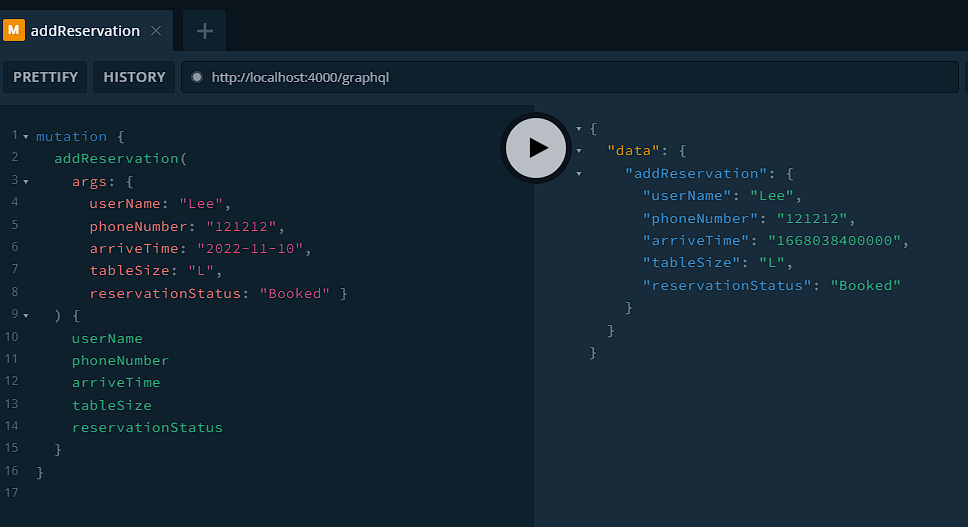 M addReservation
PRETTIFY HISTORY http://localhost:4000/graphql
1 mutation {
2 addReservation(
3 args: {
4 userName: "Lee",
5 phoneNumber: "121212",
6 arriveTime: "2022-11-10",
7 tableSize: "L",
8 reservationStatus: "Booked" }
9 ) {
10 userName
11 phoneNumber
12 arriveTime
13 tableSize
14 reservationStatus
15 }
16 }
17
{
"data": {
"addReservation": {
"userName": "Lee",
"phoneNumber": "121212",
"arriveTime": "1668038400000",
"tableSize": "L",
"reservationStatus": "Booked"
}
}
}